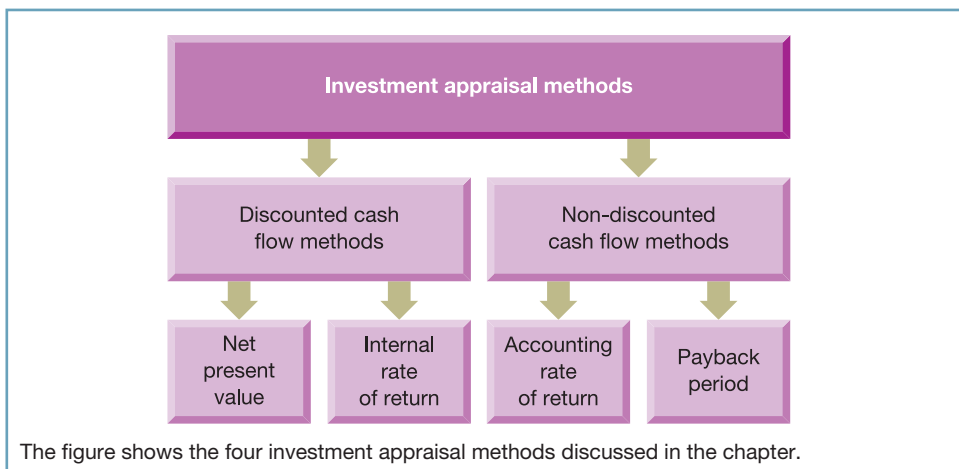 Investment appraisal methods
Discounted cash
flow methods
Non-discounted
cash flow methods
Net
present
value
Internal
rate
of return
Accounting
rate
of return
Payback
period
The figure shows the four investment appraisal methods discussed in the chapter.